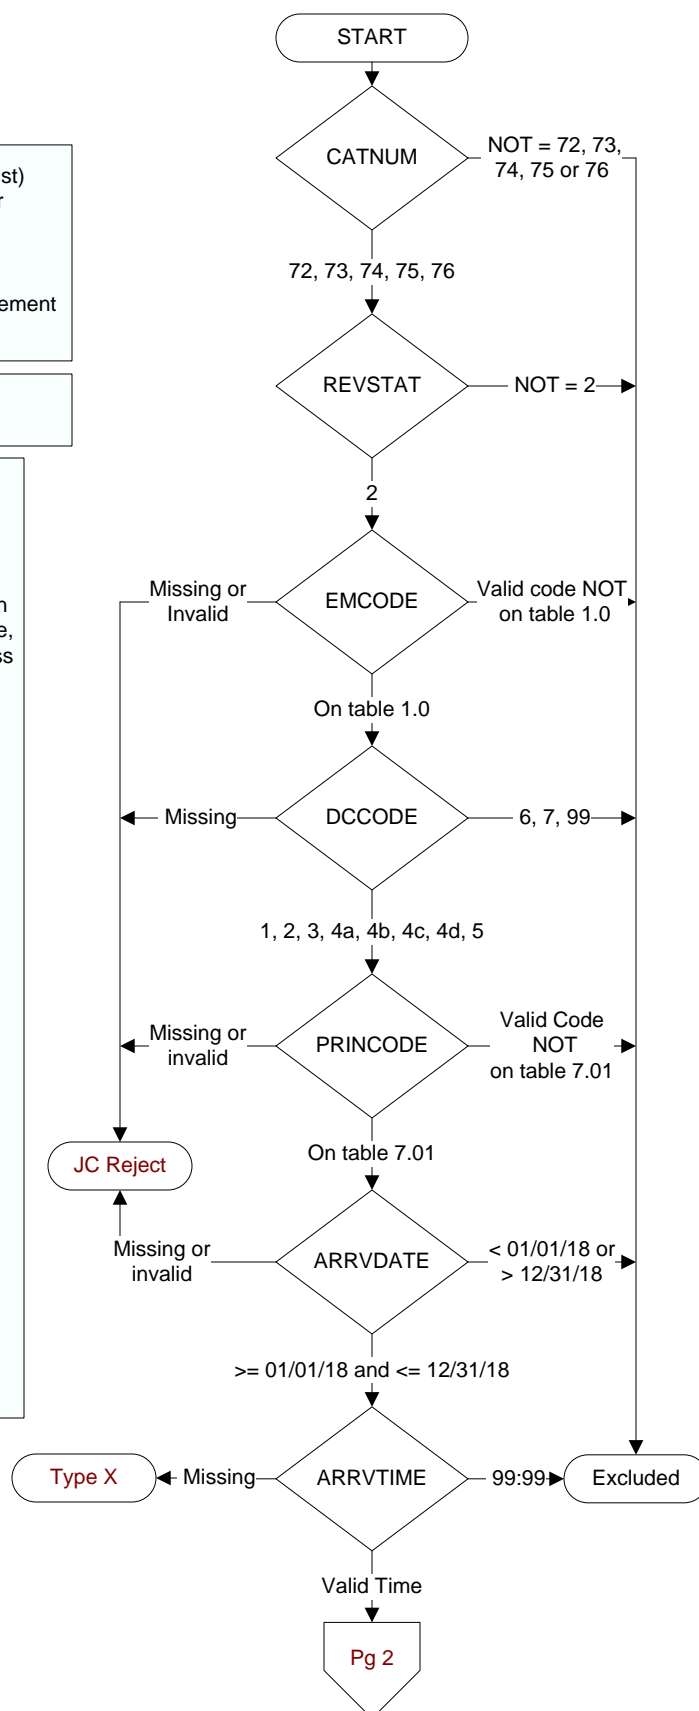 START
CATNUM
NOT = 72, 73,
74, 75 or 76
st)
r
72, 73, 74, 75, 76
ement
REVSTAT
NOT = 2
2
Missing or
Invalid
EMCODE
Valid code NOT
on table 1.0
n
e,
ss
On table 1.0
Missing
DCCODE
6, 7, 99
1, 2, 3, 4a, 4b, 4c, 4d, 5
Missing or
invalid
PRINCODE
Valid Code
NOT
on table 7.01
On table 7.01
JC Reject
Missing or
invalid
ARRVDATE
< 01/01/18 or
> 12/31/18
>= 01/01/18 and <= 12/31/18
Type X
Missing
ARRVTIME
99:99
Excluded
Valid Time
Pg 2